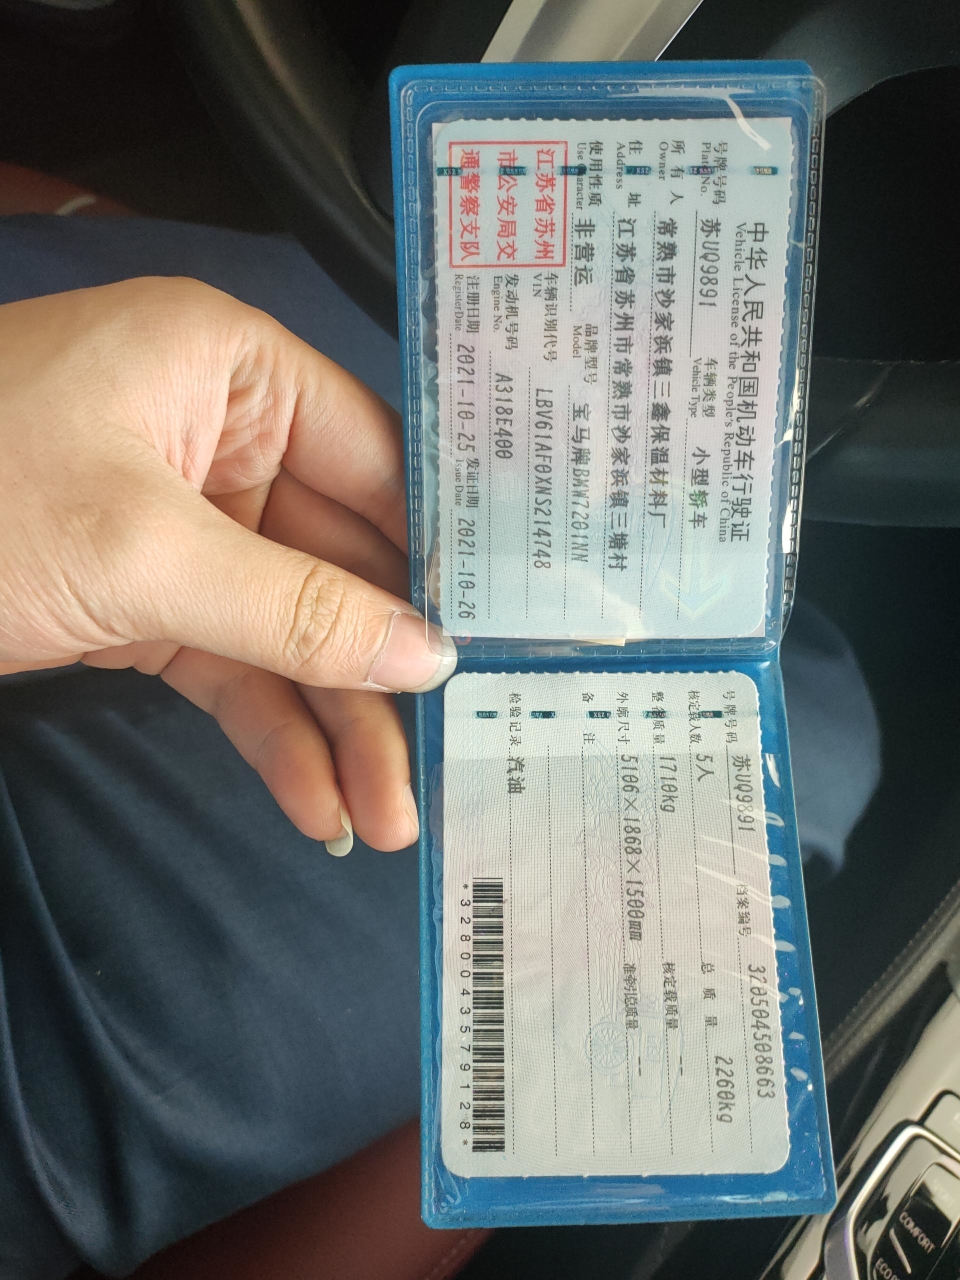 中华人民共和国机动车行驶证
Vehicle License of the People's Republic of China
号牌号码 苏UQ9891 车辆类型 小型轿车
Plate No. Vehicle Type
所有人 常熟市沙家浜镇三鑫保温材料厂
Owner
住址 江苏省苏州市常熟市沙家浜镇三塘村
Address
使用性质 非营运 品牌型号 宝马牌BMW7201NN
Use Character Model
江苏省苏州
市公安局交
通警察支队
车辆识别代号 LBV61AF0XNS214748
VIN
发动机号码 A318E400
Engine No.
注册日期 2021-10-25 发证日期 2021-10-26
Register Date Issue Date
号牌号码 苏UQ9891 档案编号 320504508663
核定载人数 5人 总质量 2260kg
整备质量 1710kg 核定载质量 --
外廓尺寸 5106×1868×1500mm 准牵引总质量 --
备注
检验记录 汽油
*3280043579128*
COMFORT
ECO